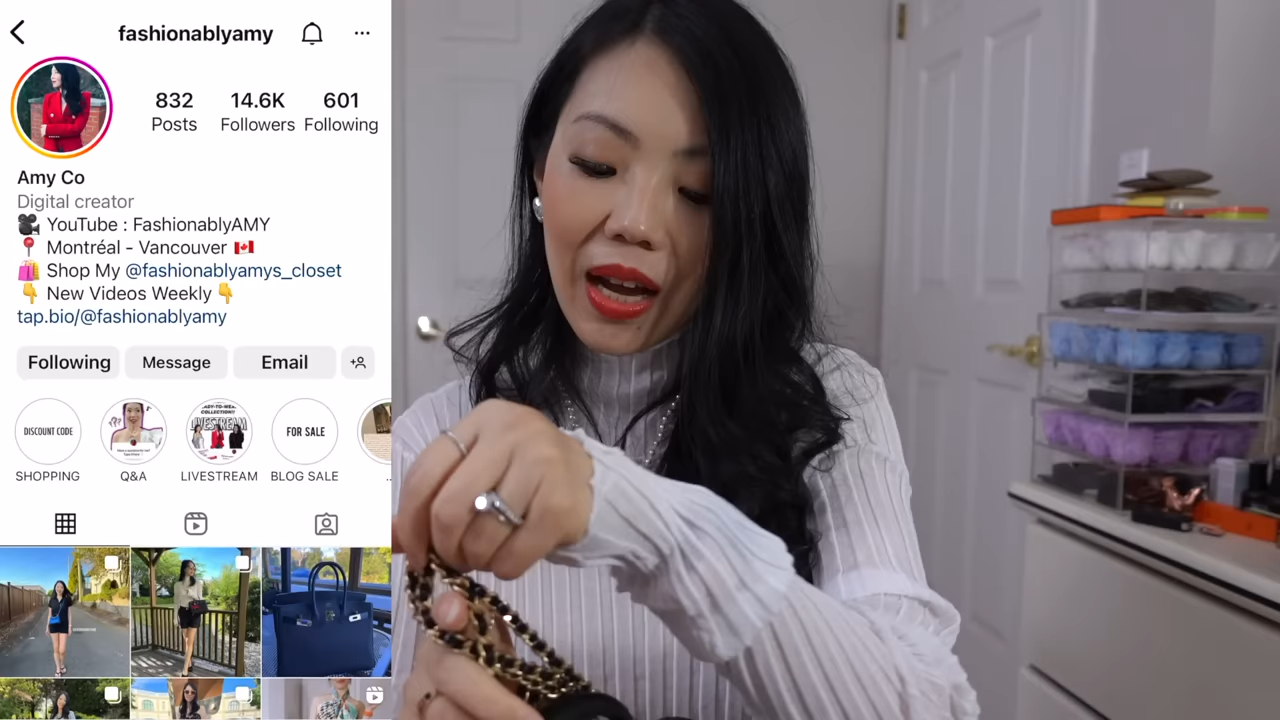 fashionablyamy
832
14.6K
601
Posts
Followers
Following
Amy Co
Digital creator
YouTube : FashionablyAMY
Montréal - Vancouver
Shop My @fashionablyamys_closet
New Videos Weekly
tap.bio/@fashionablyamy
Following
Message
Email
DISCOUNT CODE
LIVESTREAM
FOR SALE
SHOPPING
Q&A
LIVESTREAM
BLOG SALE